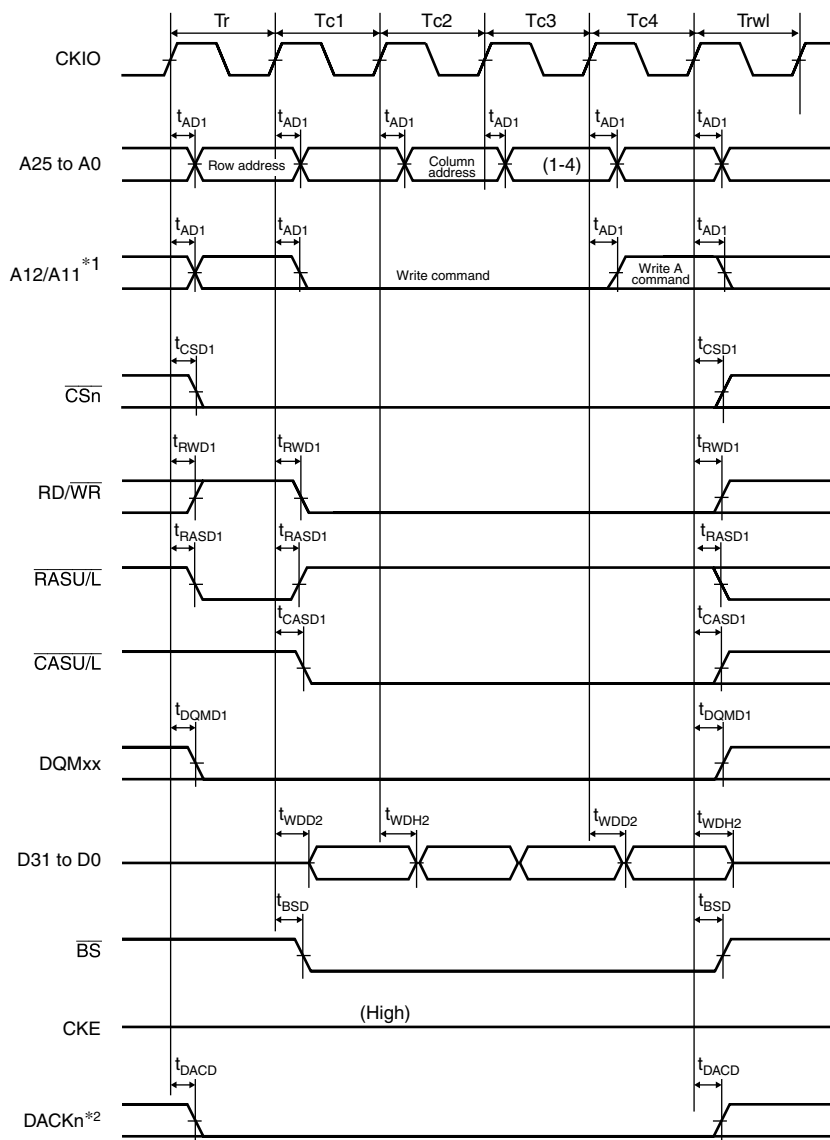 Tr Tc1 Tc2 Tc3 Tc4 Trwl
CKIO
tAD1 tAD1 tAD1 tAD1 tAD1 tAD1
A25 to A0 Row address Column address (1-4)
tAD1 tAD1 tAD1 tAD1
A12/A11*1 Write command Write A command
tCSD1 tCSD1
CSn
tRWD1 tRWD1 tRWD1
RD/WR
tRASD1 tRASD1 tRASD1
RASU/L
tCASD1 tCASD1
CASU/L
tDQMD1 tDQMD1
DQMxx
tWDD2 tWDH2 tWDD2 tWDH2
D31 to D0
tBSD tBSD
BS
(High)
CKE
tDACD tDACD
DACKn*2